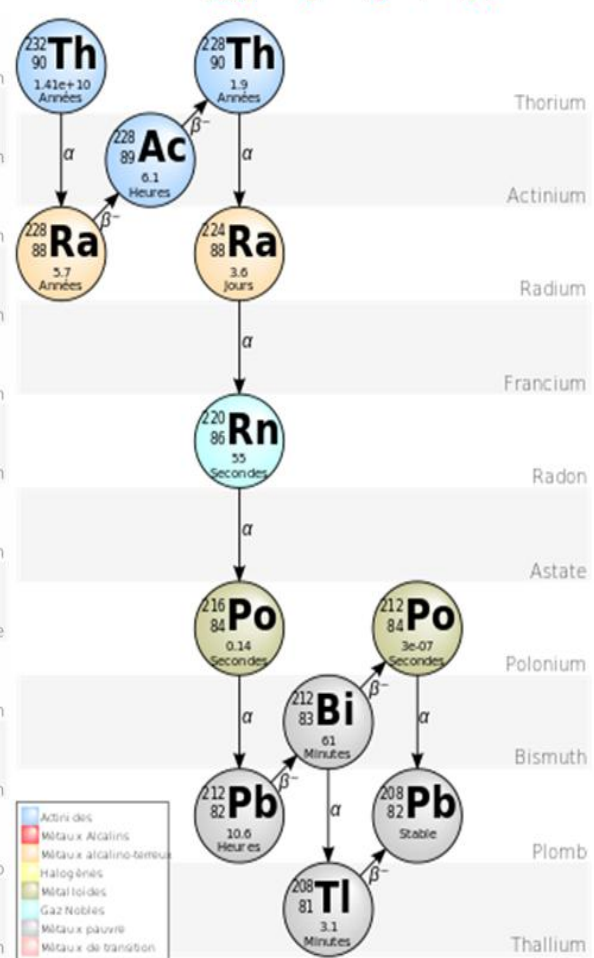 232 90 Th 1.41e+10 Années
228 90 Th 1.9 Années
Thorium
α
β⁻
α
228 89 Ac 6.1 Heures
Actinium
β⁻
228 88 Ra 5.7 Années
224 88 Ra 3.6 Jours
Radium
α
Francium
220 86 Rn 55 Secondes
Radon
α
Astate
216 84 Po 0.14 Secondes
212 84 Po 3e-07 Secondes
Polonium
α
β⁻
α
212 83 Bi 61 Minutes
Bismuth
β⁻
212 82 Pb 10.6 Heures
α
208 82 Pb Stable
Plomb
β⁻
208 81 Tl 3.1 Minutes
Thallium
Actinides
Métaux Alcalins
Métaux alcalino-terreux
Halogènes
Métalloïdes
Gaz Nobles
Métaux pauvre
Métaux de transition